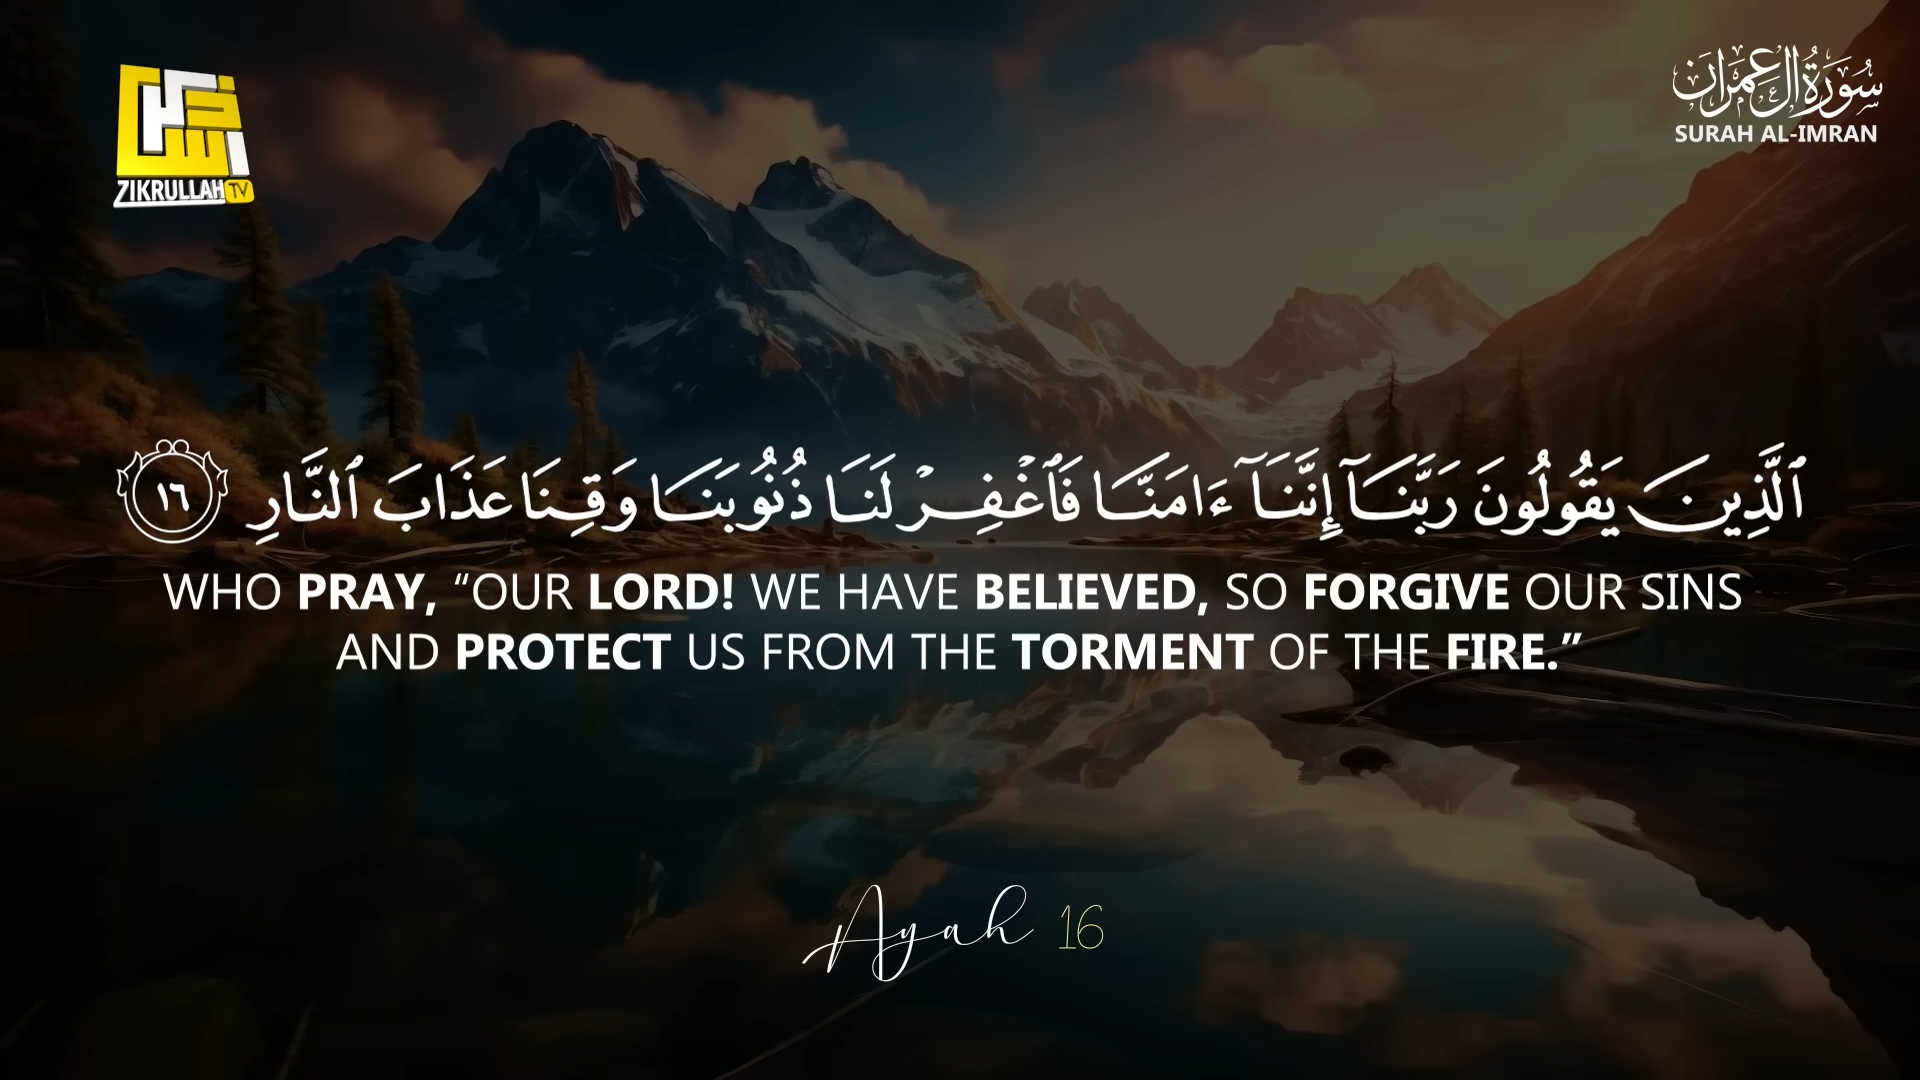 ZIKRULLAH TV
سُورَةُ آلِ عِمْرَان
SURAH AL-IMRAN
ٱلَّذِينَ يَقُولُونَ رَبَّنَآ إِنَّنَآ ءَامَنَّا فَٱغْفِرْ لَنَا ذُنُوبَنَا وَقِنَا عَذَابَ ٱلنَّارِ ١٦
WHO PRAY, “OUR LORD! WE HAVE BELIEVED, SO FORGIVE OUR SINS
AND PROTECT US FROM THE TORMENT OF THE FIRE.”
Ayah 16